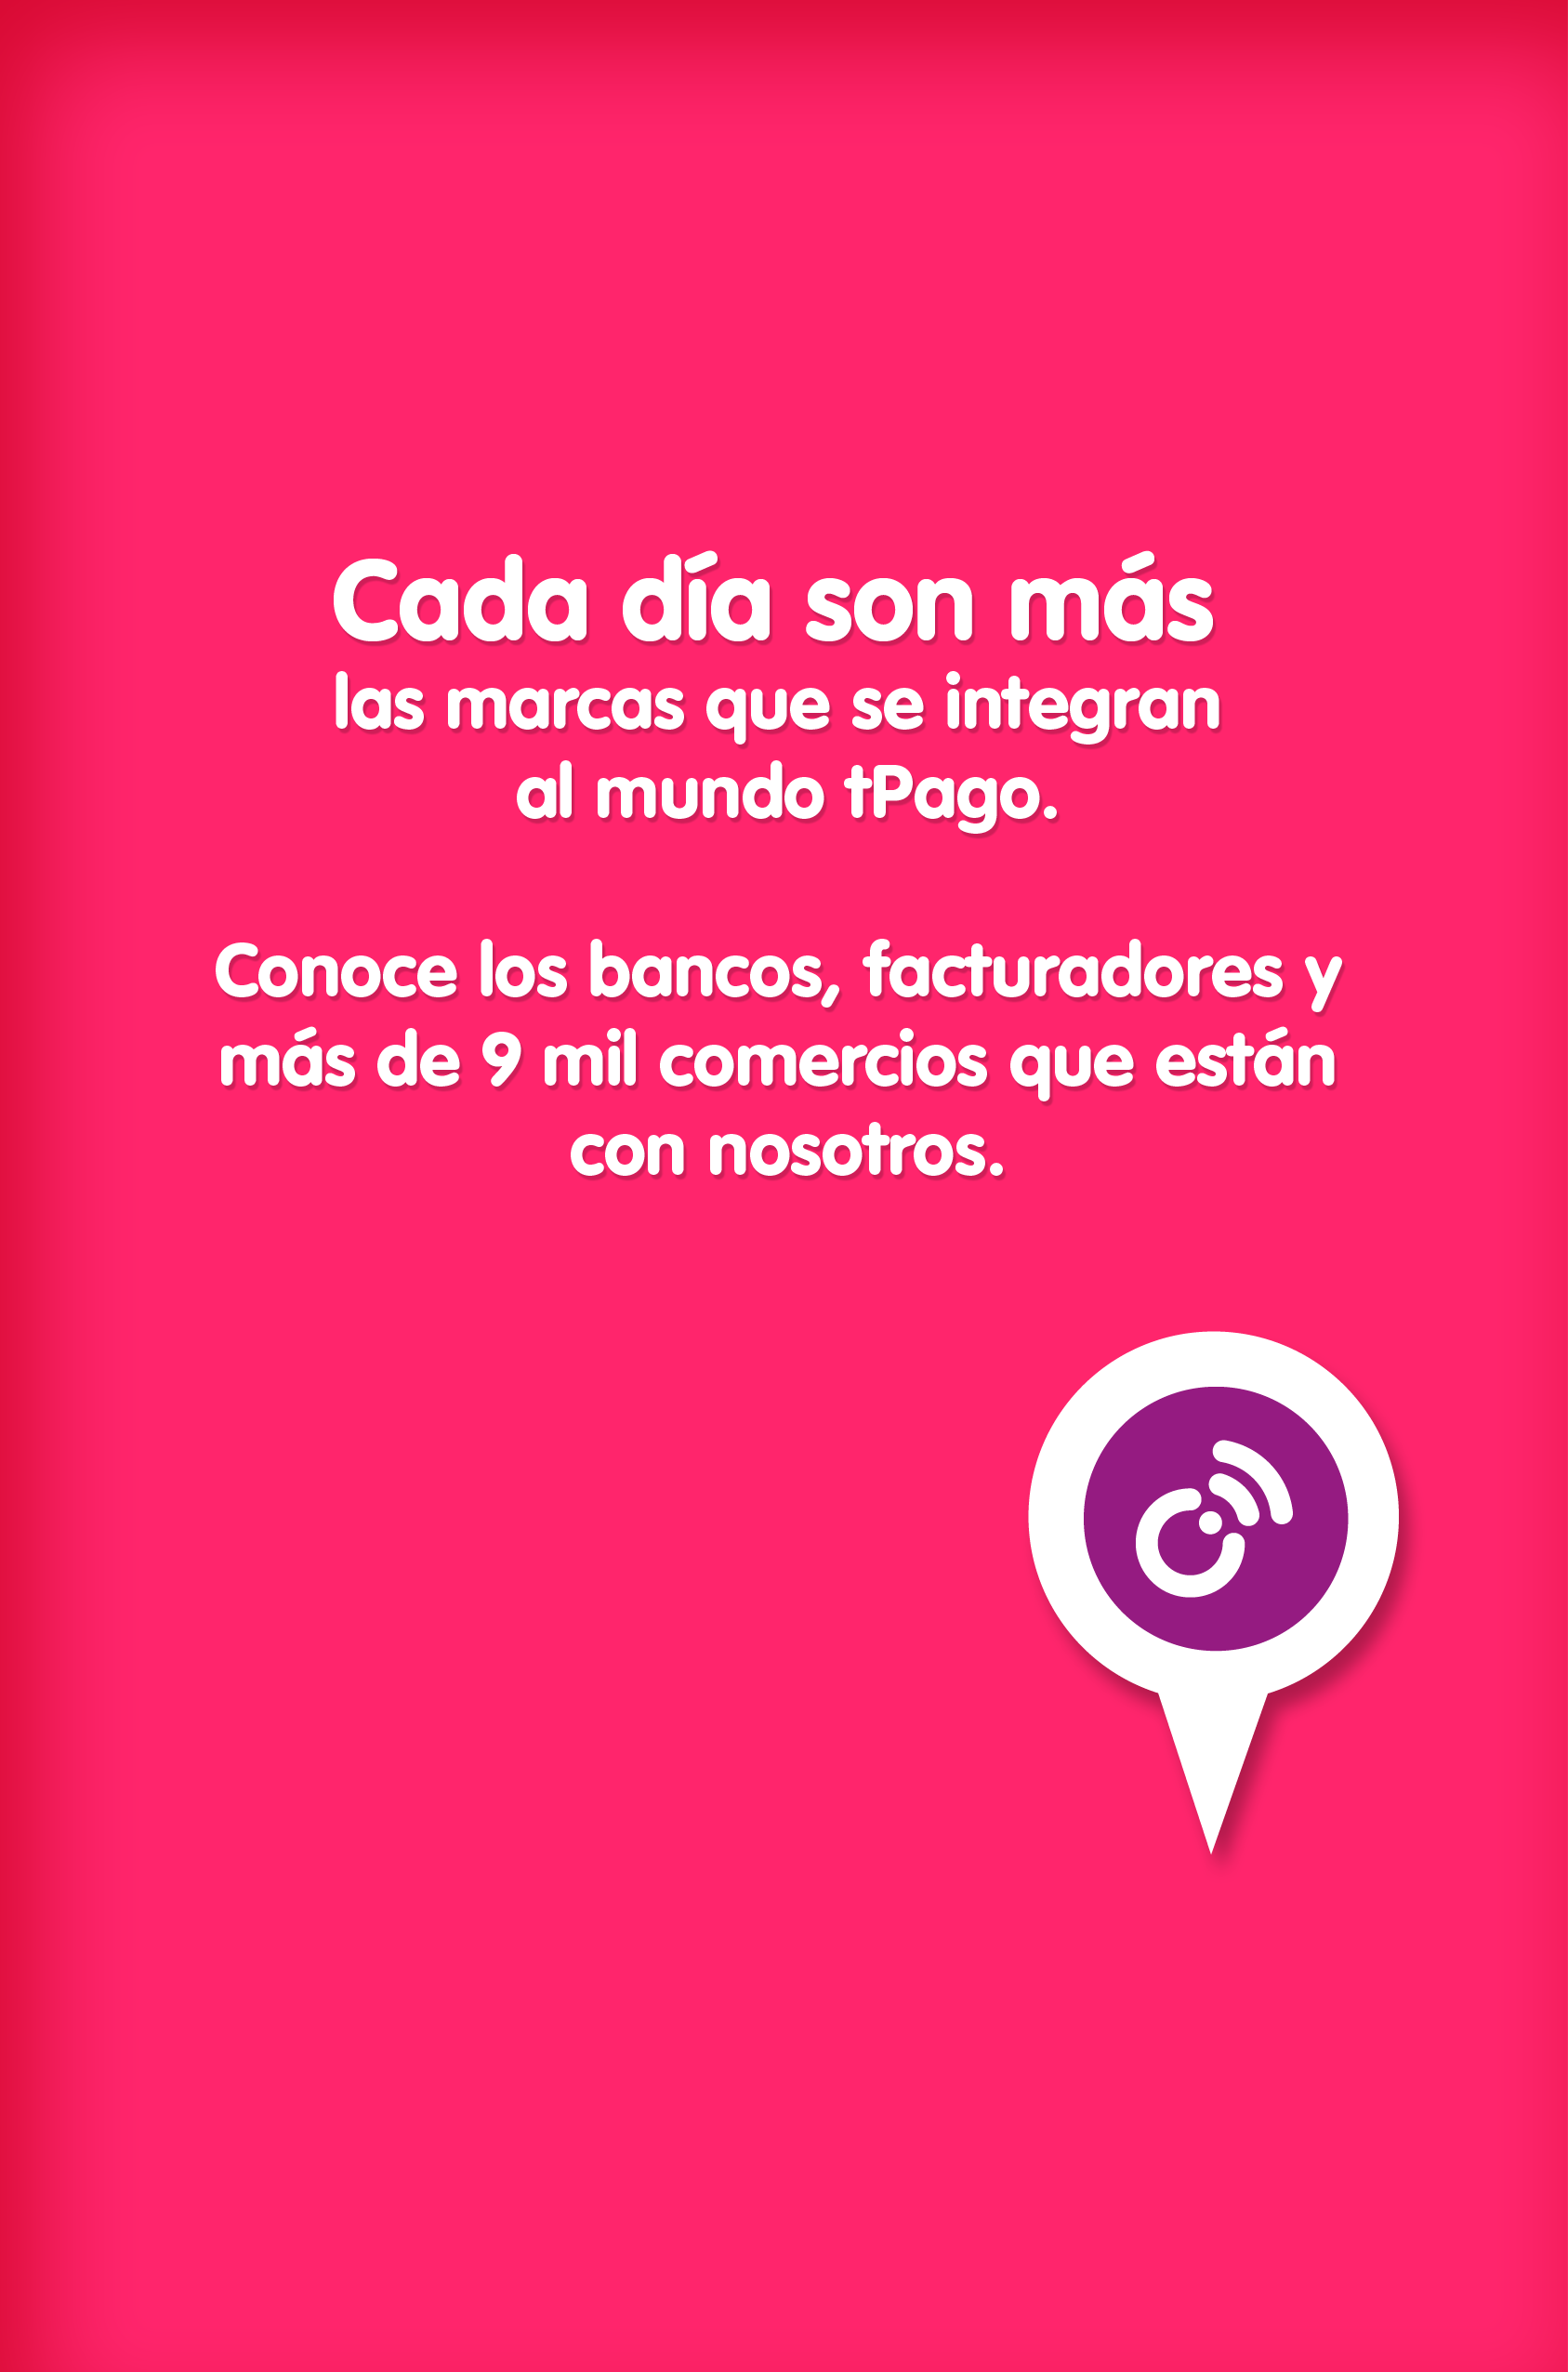 Cada día son más
las marcas que se integran
al mundo tPago.
Conoce los bancos, facturadores y
más de 9 mil comercios que están
con nosotros.